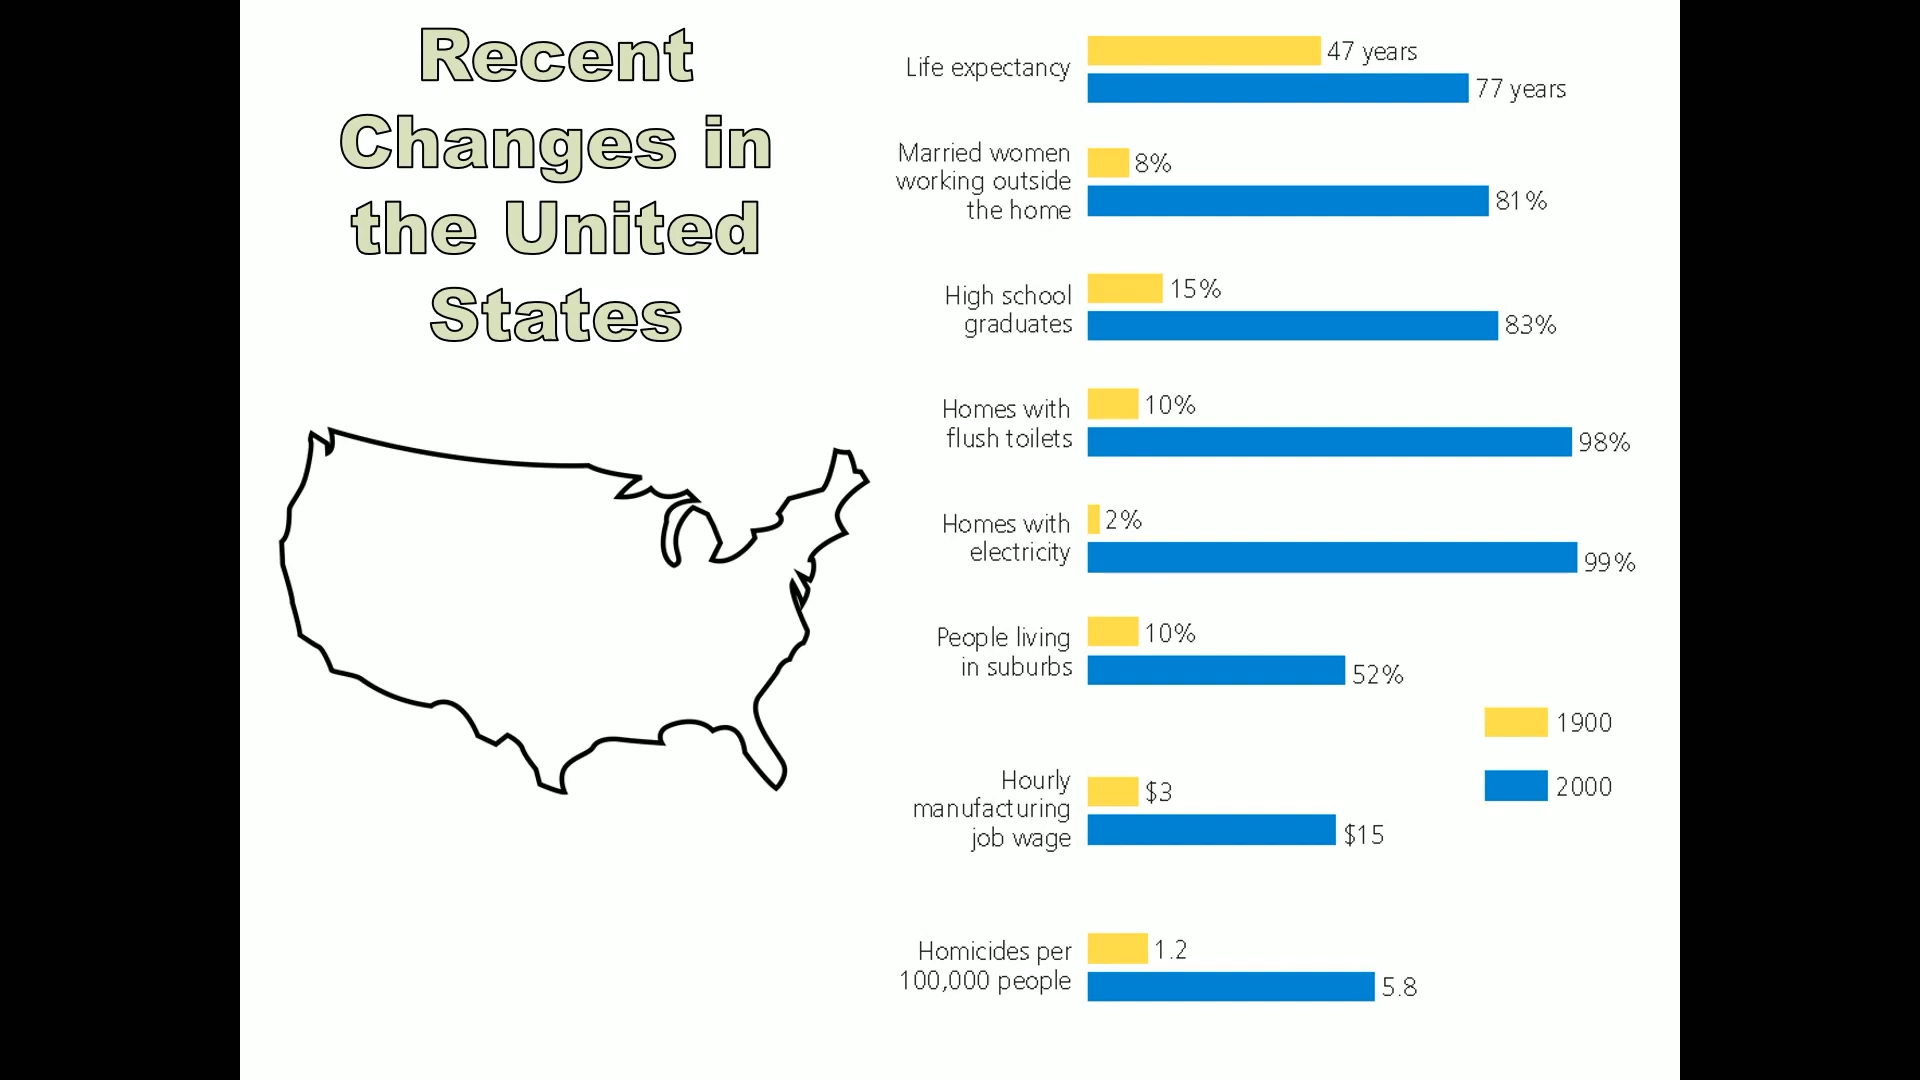 Recent
Changes in
the United
States
Life expectancy
47 years
77 years
Married women
working outside
the home
8%
81%
High school
graduates
15%
83%
Homes with
flush toilets
10%
98%
Homes with
electricity
2%
99%
People living
in suburbs
10%
52%
1900
2000
Hourly
manufacturing
job wage
$3
$15
Homicides per
100,000 people
1.2
5.8